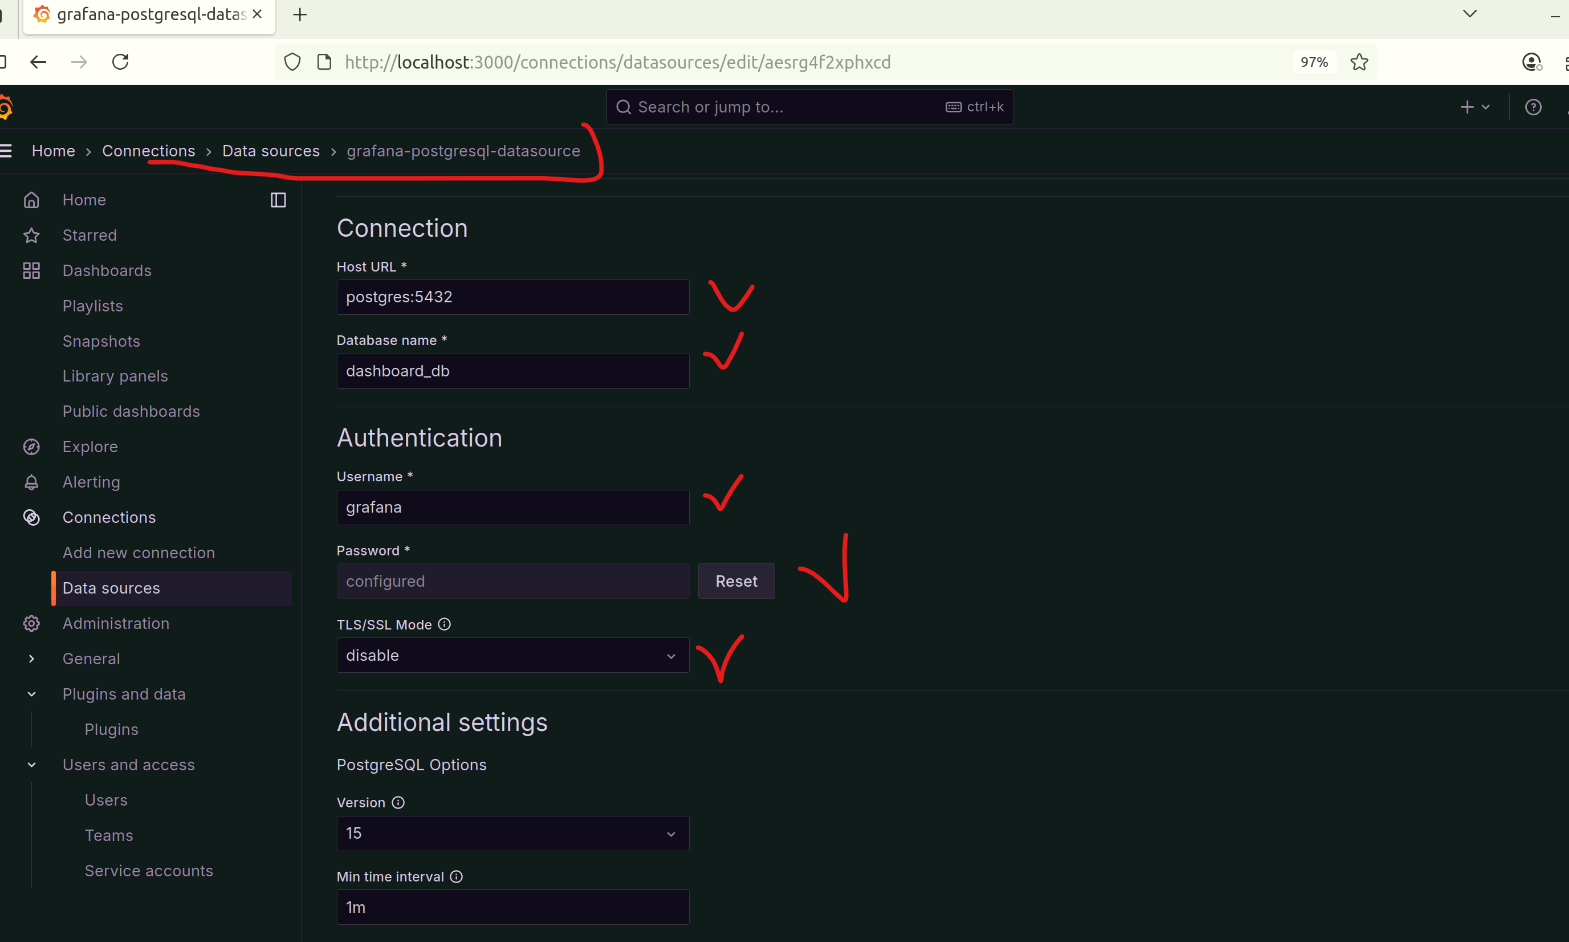 grafana-postgresql-datas
http://localhost:3000/connections/datasources/edit/aesrg4f2xphxcd
97%
Search or jump to...
ctrl+k
Home › Connections › Data sources › grafana-postgresql-datasource
Home
Starred
Dashboards
Playlists
Snapshots
Library panels
Public dashboards
Explore
Alerting
Connections
Add new connection
Data sources
Administration
General
Plugins and data
Plugins
Users and access
Users
Teams
Service accounts
Connection
Host URL *
postgres:5432
Database name *
dashboard_db
Authentication
Username *
grafana
Password *
configured
Reset
TLS/SSL Mode
disable
Additional settings
PostgreSQL Options
Version
15
Min time interval
1m